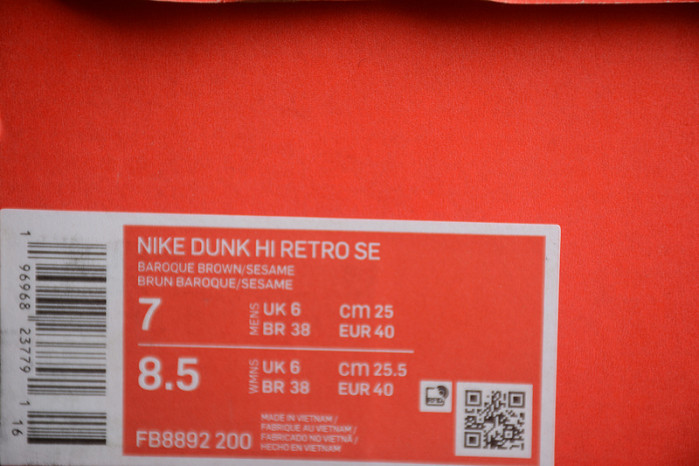 NIKE DUNK HI RETRO SE
BAROQUE BROWN/SESAME
BRUN BAROQUE/SESAME
7 MENS UK 6 cm 25
BR 38 EUR 40
8.5 WMNS UK 6 cm 25.5
BR 38 EUR 40
FB8892 200
MADE IN VIETNAM /
FABRIQUE AU VIETNAM /
FABRICADO NO VIETNÃ /
HECHO EN VIETNAM
RFID
1 96968 23779 1
16